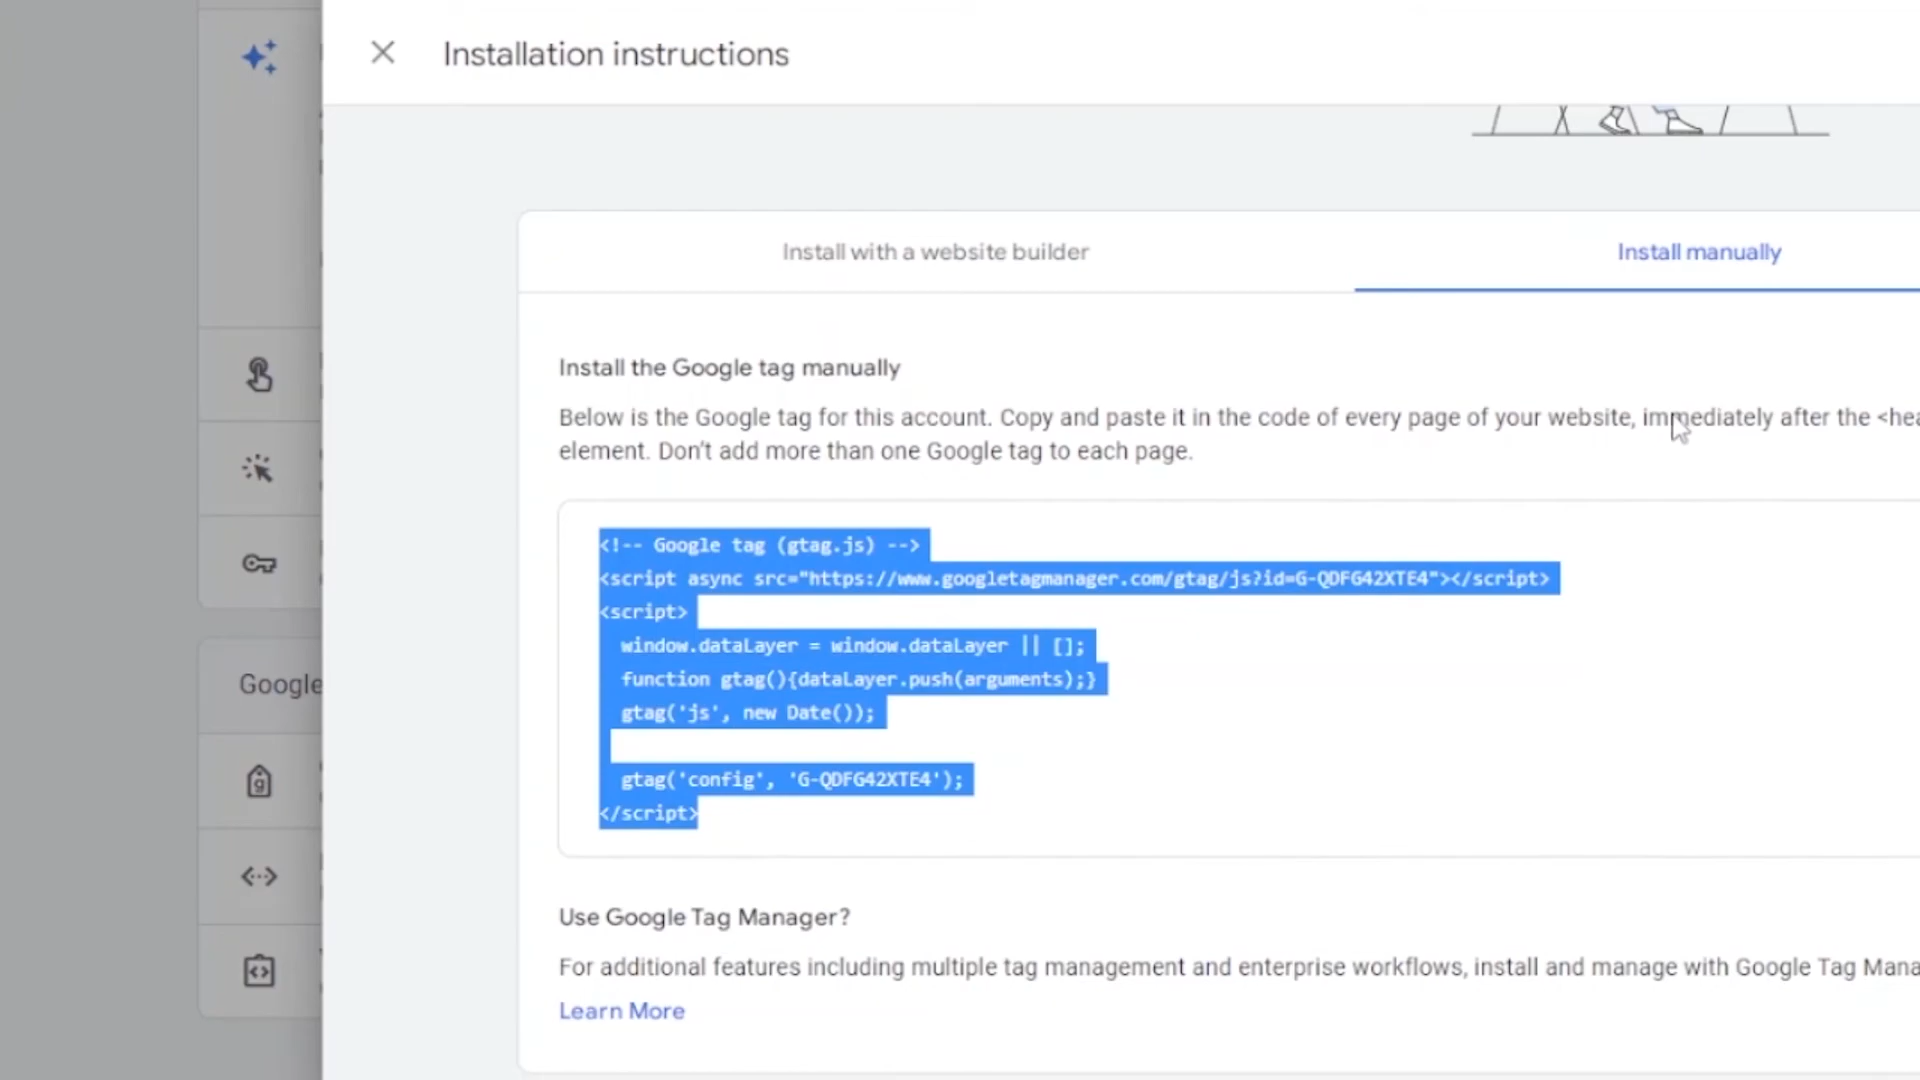 Installation instructions
Install with a website builder
Install manually
Install the Google tag manually
Below is the Google tag for this account. Copy and paste it in the code of every page of your website, immediately after the <hea
element. Don't add more than one Google tag to each page.
<!-- Google tag (gtag.js) -->
<script async src="https://www.googletagmanager.com/gtag/js?id=G-QDFG42XTE4"></script>
<script>
  window.dataLayer = window.dataLayer || [];
  function gtag(){dataLayer.push(arguments);}
  gtag('js', new Date());
  gtag('config', 'G-QDFG42XTE4');
</script>
Google
Use Google Tag Manager?
For additional features including multiple tag management and enterprise workflows, install and manage with Google Tag Mana
Learn More